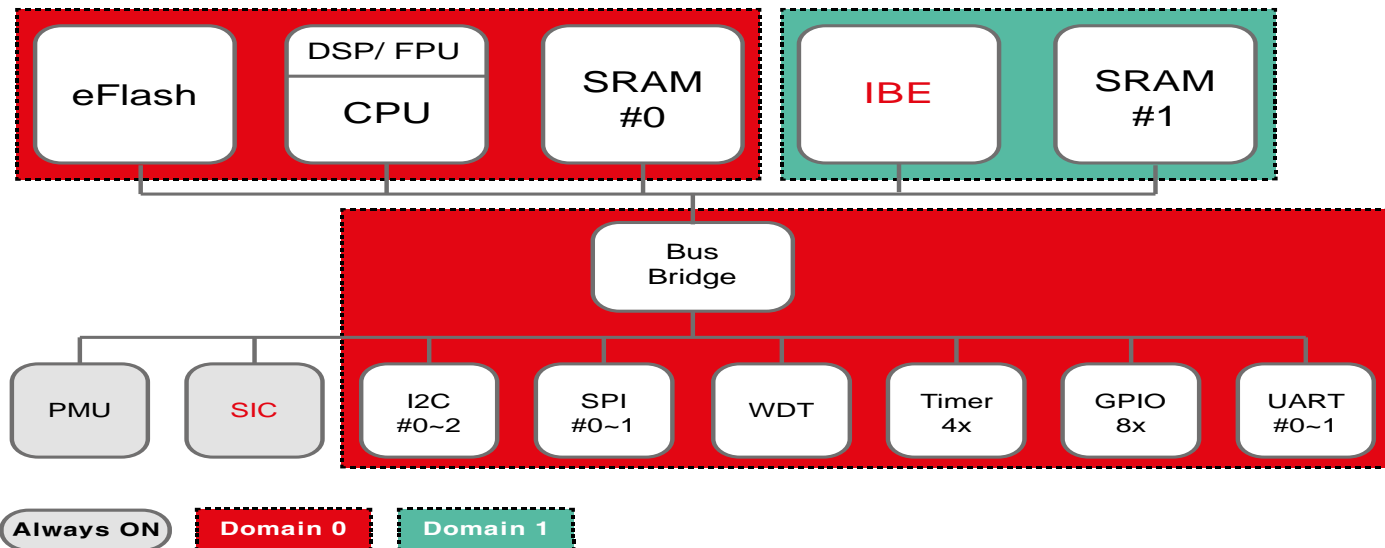 eFlash
DSP/ FPU
CPU
SRAM
#0
IBE
SRAM
#1
Bus
Bridge
PMU
SIC
I2C
#0~2
SPI
#0~1
WDT
Timer
4x
GPIO
8x
UART
#0~1
Always ON
Domain 0
Domain 1